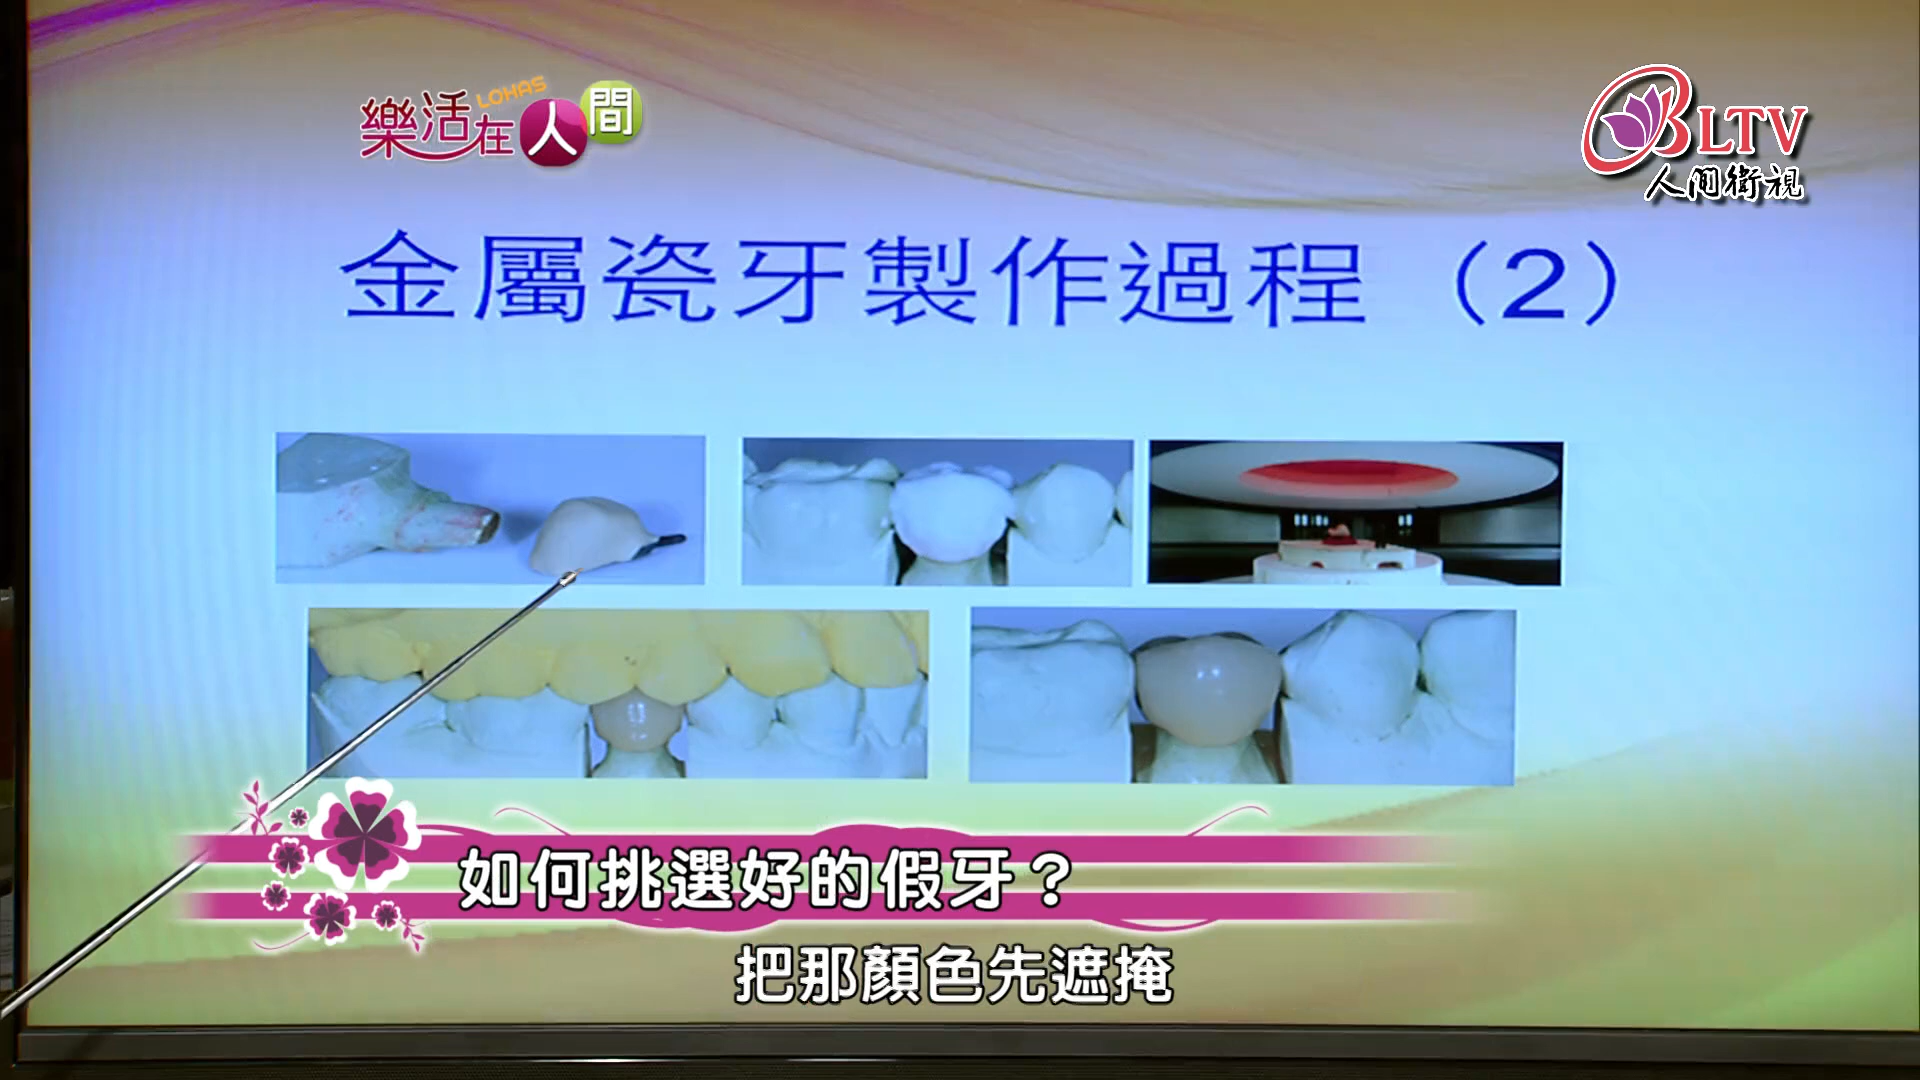 樂活在人間
LOHAS
BLTV
人間衛視
金屬瓷牙製作過程（2）
如何挑選好的假牙？
把那顏色先遮掩